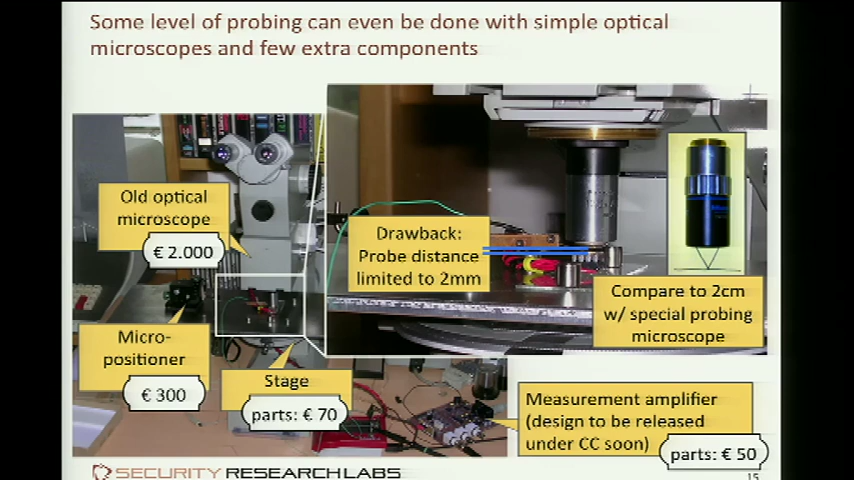 Some level of probing can even be done with simple optical
microscopes and few extra components
Old optical
microscope
€ 2.000
Drawback:
Probe distance
limited to 2mm
Compare to 2cm
w/ special probing
microscope
Micro-
positioner
€ 300
Stage
parts: € 70
Measurement amplifier
(design to be released
under CC soon)
parts: € 50
SECURITY RESEARCH LABS
15